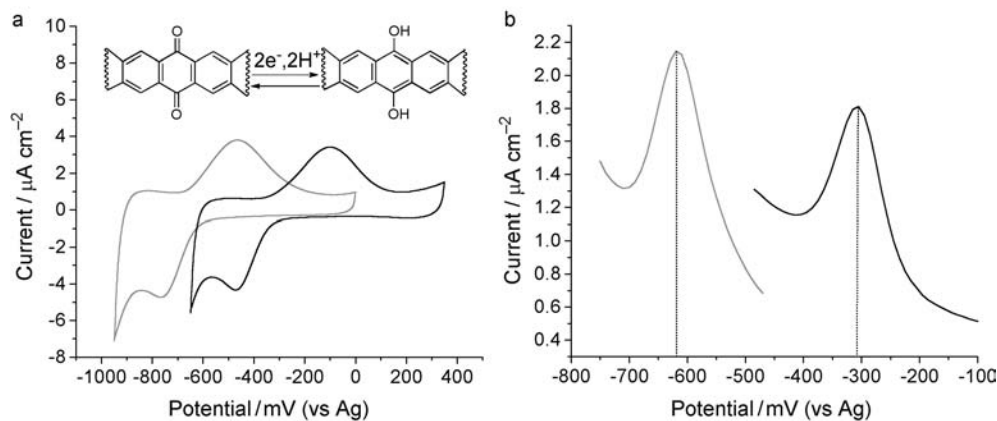 a
10
8
6
4
2
0
-2
-4
-6
-8
Current / μA cm⁻²
-1000 -800 -600 -400 -200 0 200 400
Potential / mV (vs Ag)
O
O
2e⁻,2H⁺
OH
OH
b
2.2
2.0
1.8
1.6
1.4
1.2
1.0
0.8
0.6
0.4
Current / μA cm⁻²
-800 -700 -600 -500 -400 -300 -200 -100
Potential / mV (vs Ag)